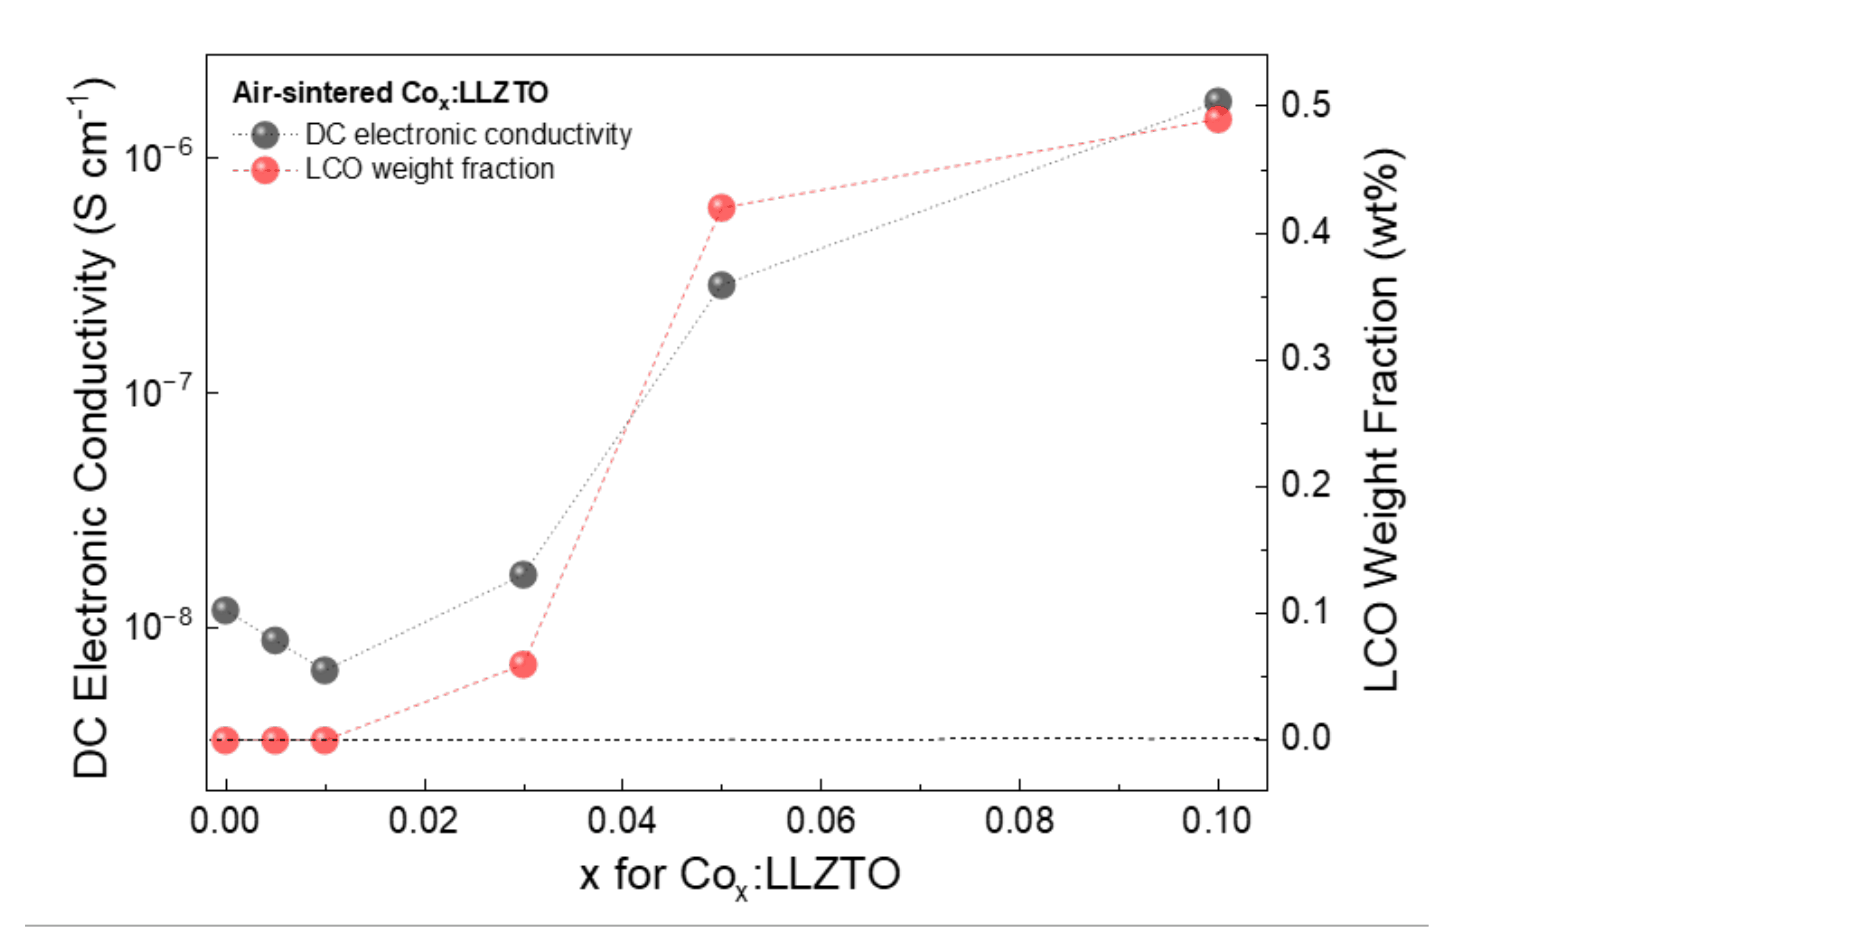 Air-sintered Coₓ:LLZTO
DC electronic conductivity
LCO weight fraction
DC Electronic Conductivity (S cm⁻¹)
10⁻⁶
10⁻⁷
10⁻⁸
0.5
0.4
0.3
0.2
0.1
0.0
LCO Weight Fraction (wt%)
0.00 0.02 0.04 0.06 0.08 0.10
x for Coₓ:LLZTO